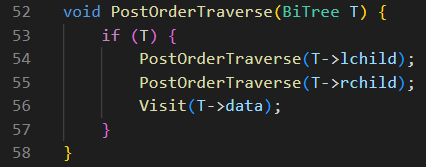 52 void PostOrderTraverse(BiTree T) {
53     if (T) {
54         PostOrderTraverse(T->lchild);
55         PostOrderTraverse(T->rchild);
56         Visit(T->data);
57     }
58 }